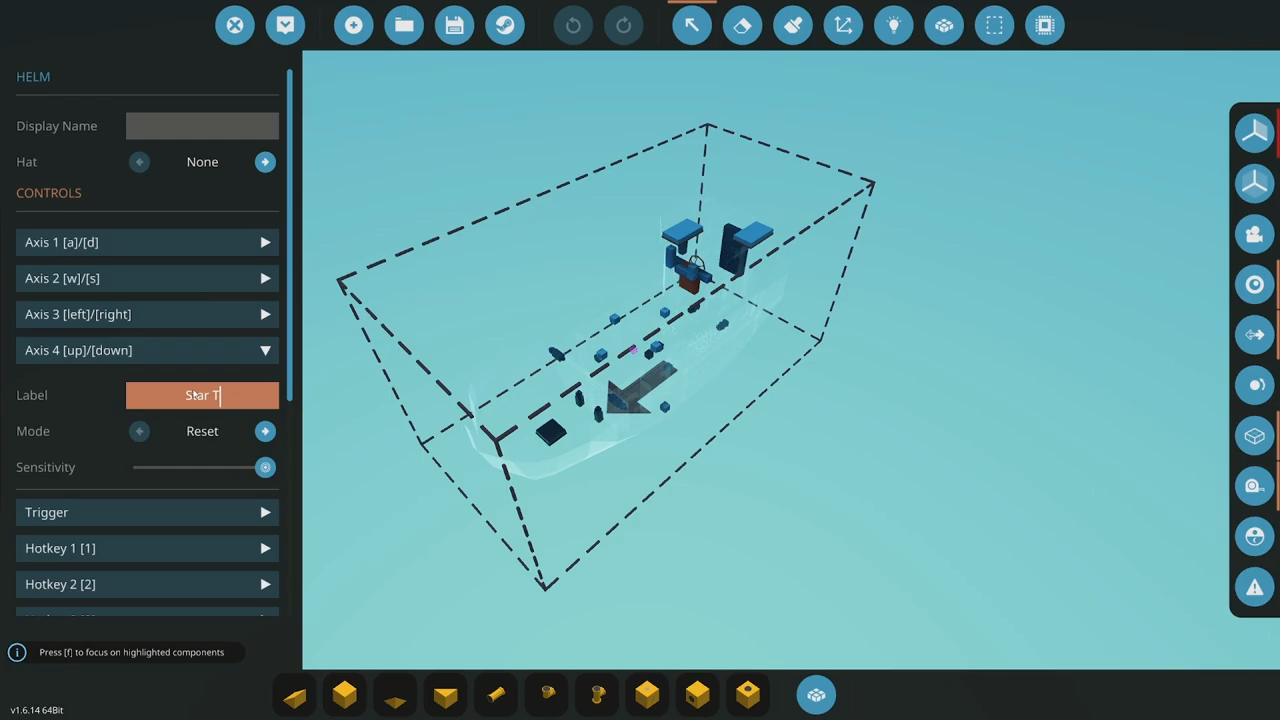 HELM
Display Name
Hat None
CONTROLS
Axis 1 [a]/[d]
Axis 2 [w]/[s]
Axis 3 [left]/[right]
Axis 4 [up]/[down]
Label Star T
Mode Reset
Sensitivity
Trigger
Hotkey 1 [1]
Hotkey 2 [2]
Press [f] to focus on highlighted components
v1.6.14 64Bit